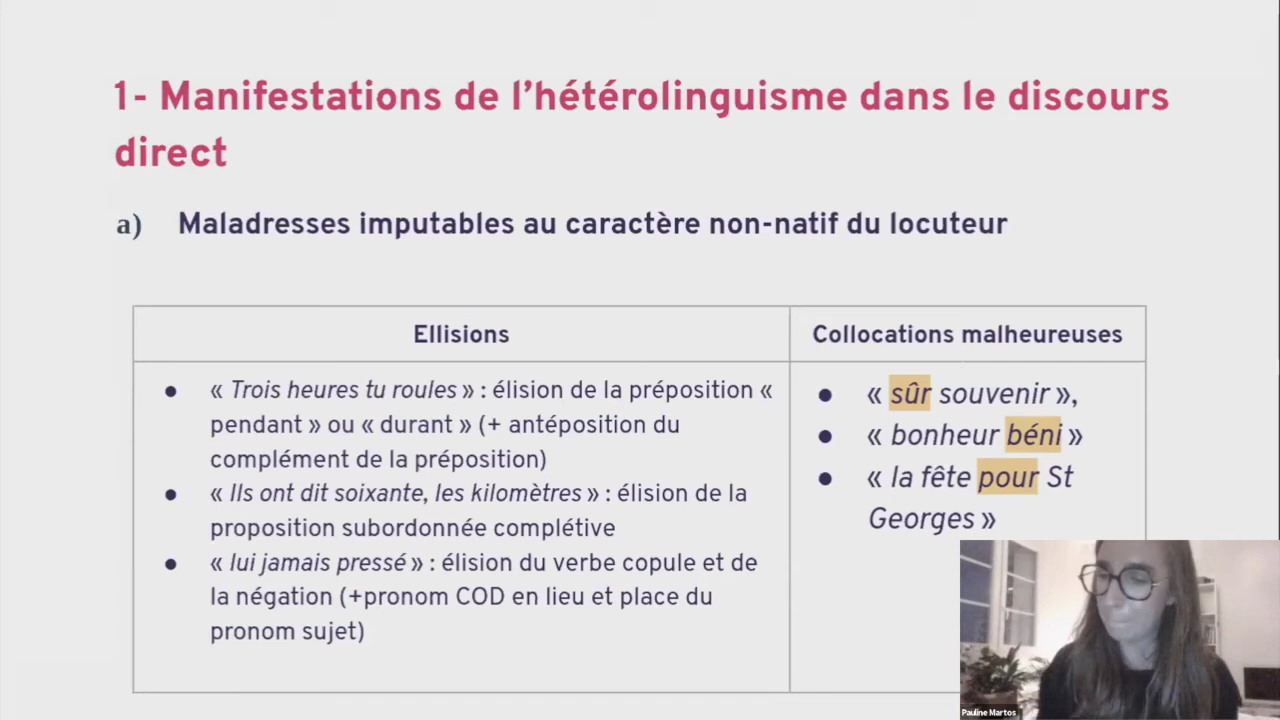 1- Manifestations de l’hétérolinguisme dans le discours
direct
a) Maladresses imputables au caractère non-natif du locuteur
Ellisions
● « Trois heures tu roules » : élision de la préposition «
pendant » ou « durant » (+ antéposition du
complément de la préposition)
● « Ils ont dit soixante, les kilomètres » : élision de la
proposition subordonnée complétive
● « lui jamais pressé » : élision du verbe copule et de
la négation (+pronom COD en lieu et place du
pronom sujet)
Collocations malheureuses
● « sûr souvenir »,
● « bonheur béni »
● « la fête pour St
Georges »
Pauline Martos